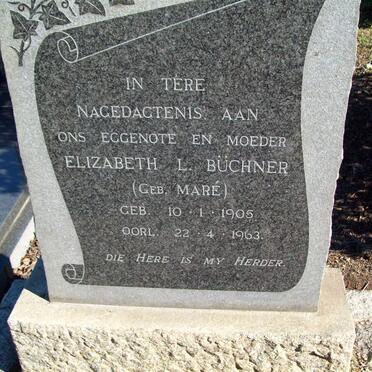 IN TERE
NAGEDAGTENIS AAN
ONS EGGENOTE EN MOEDER
ELIZABETH L. BÜCHNER
(GEB. MARÉ)
GEB. 10·1·1905
OORL. 22·4·1963.
DIE HERE IS MY HERDER.